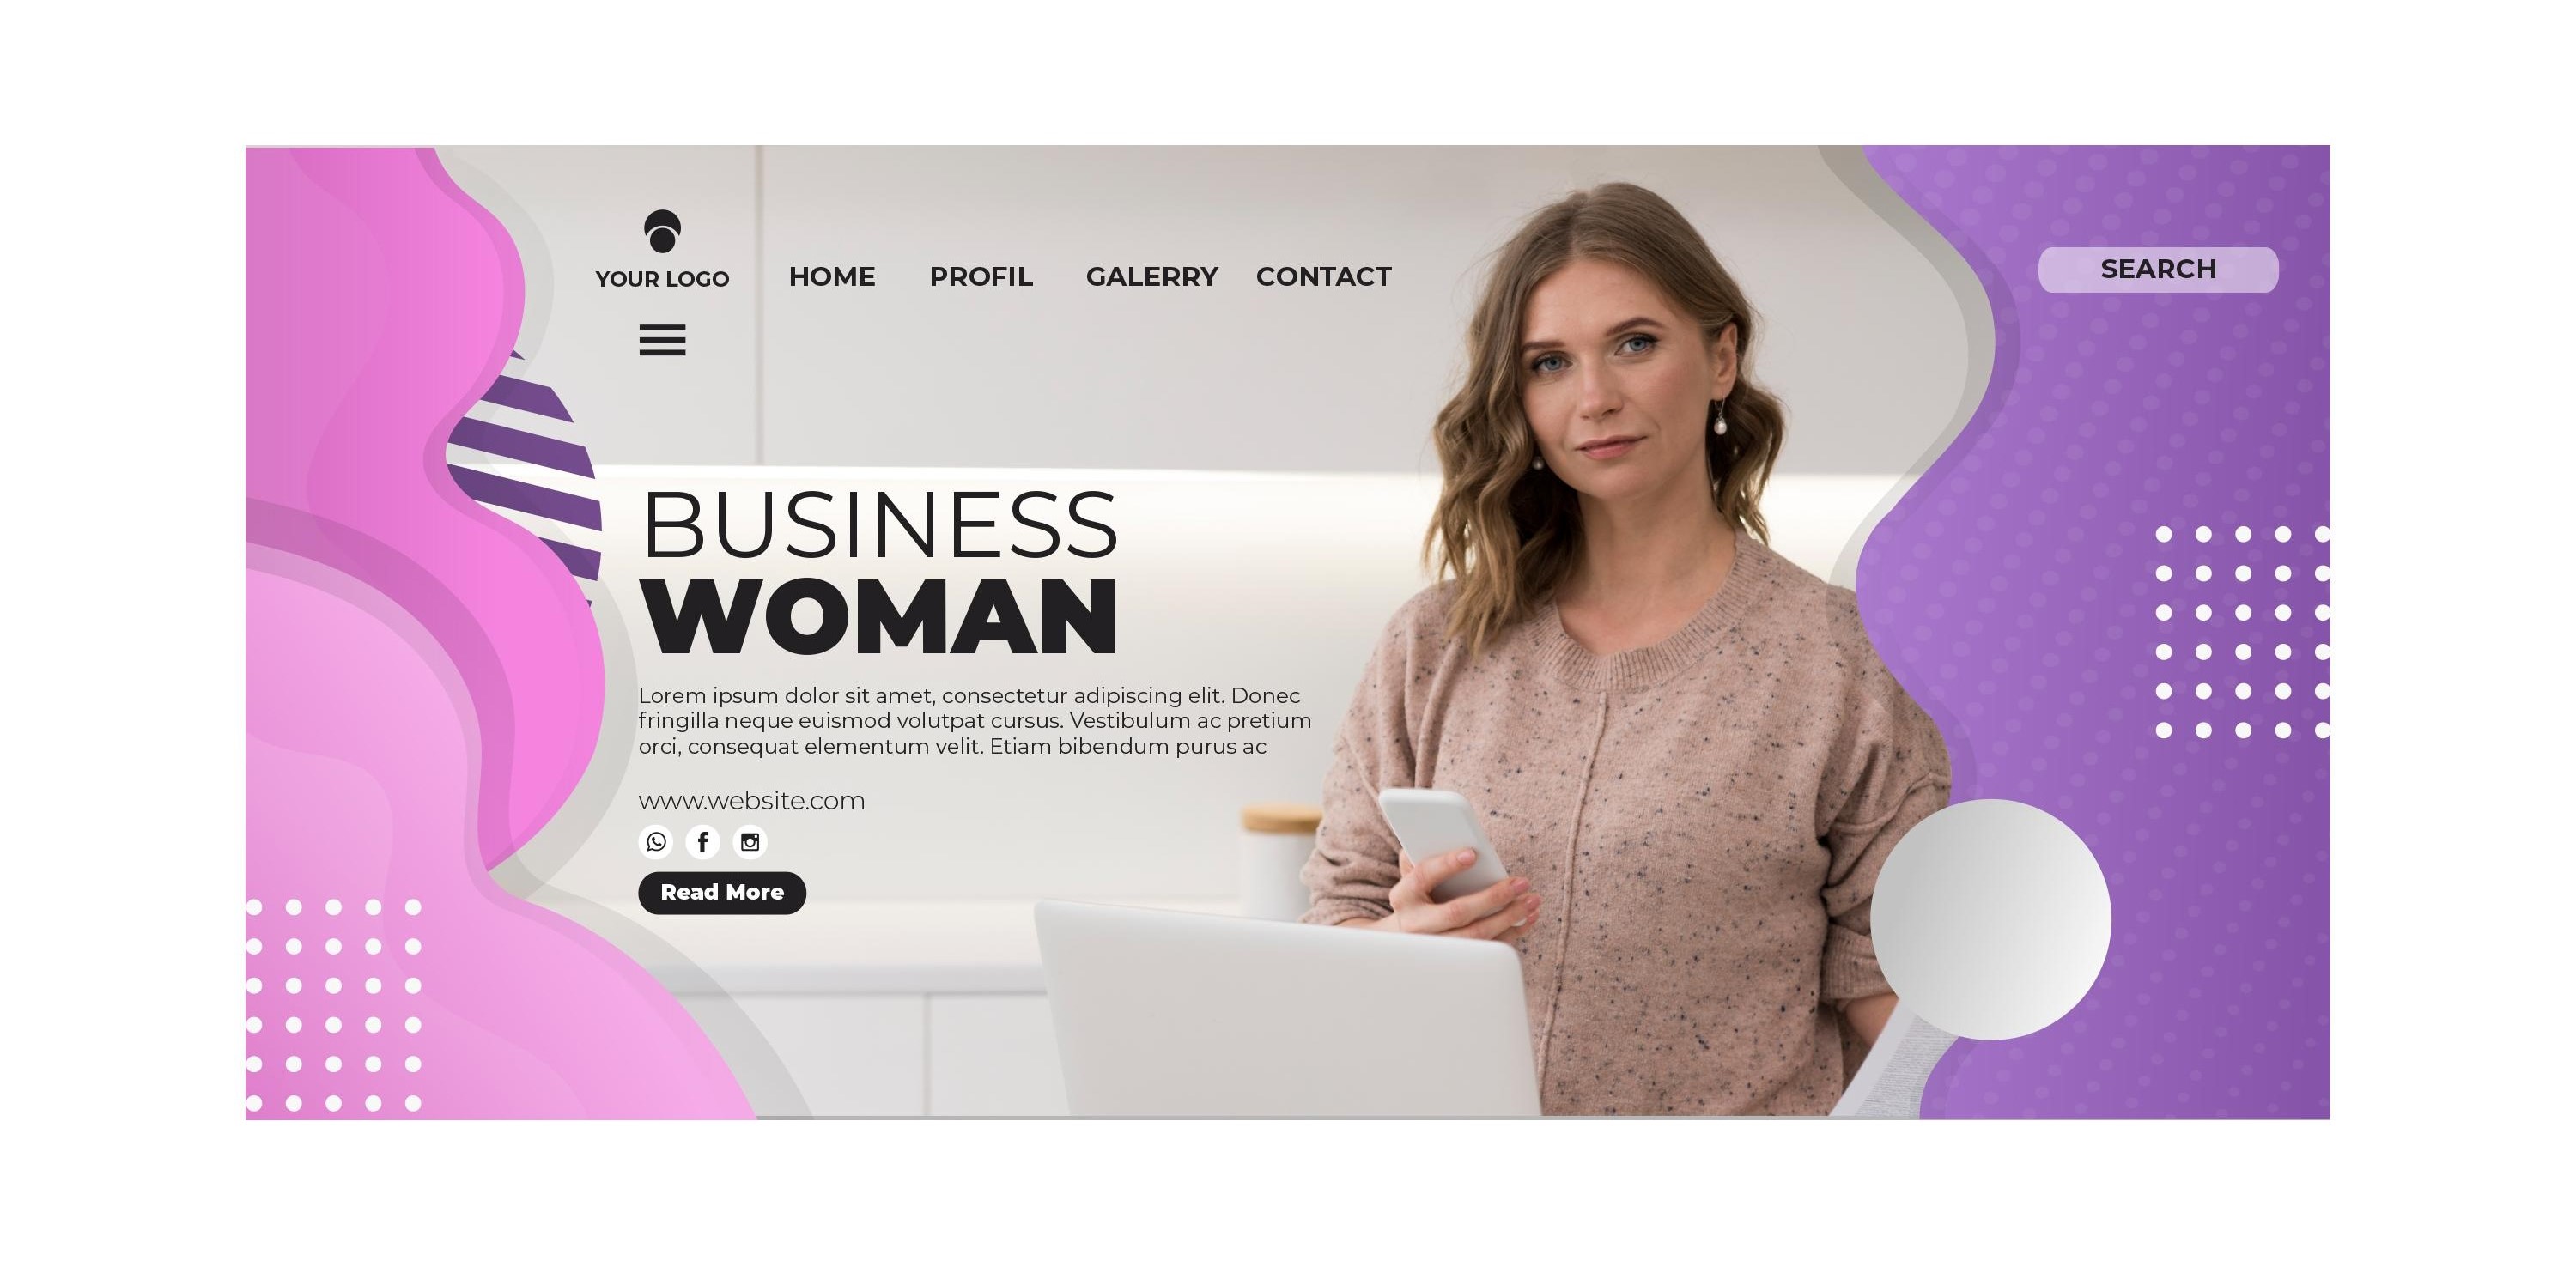 YOUR LOGO
HOME
PROFIL
GALERRY
CONTACT
SEARCH
BUSINESS
WOMAN
Lorem ipsum dolor sit amet, consectetur adipiscing elit. Donec
fringilla neque euismod volutpat cursus. Vestibulum ac pretium
orci, consequat elementum velit. Etiam bibendum purus ac
www.website.com
Read More